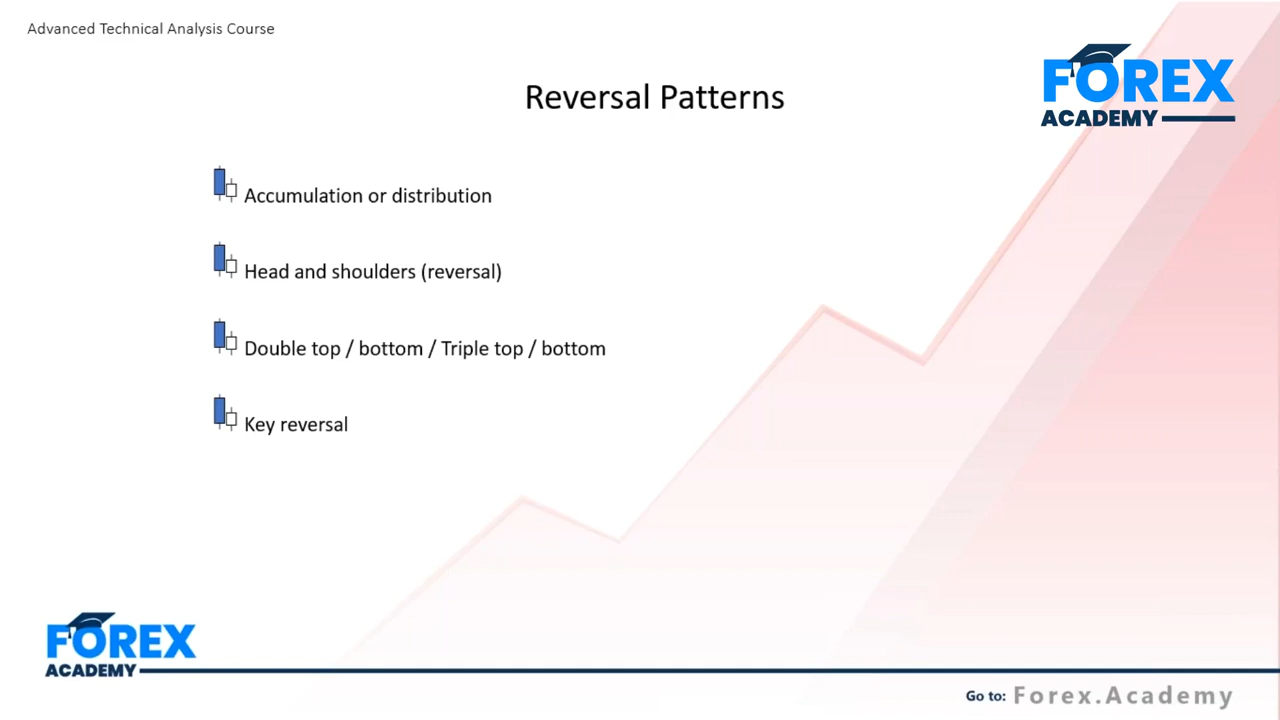 Advanced Technical Analysis Course
FOREX
ACADEMY
Reversal Patterns
Accumulation or distribution
Head and shoulders (reversal)
Double top / bottom / Triple top / bottom
Key reversal
FOREX
ACADEMY
Go to: Forex.Academy